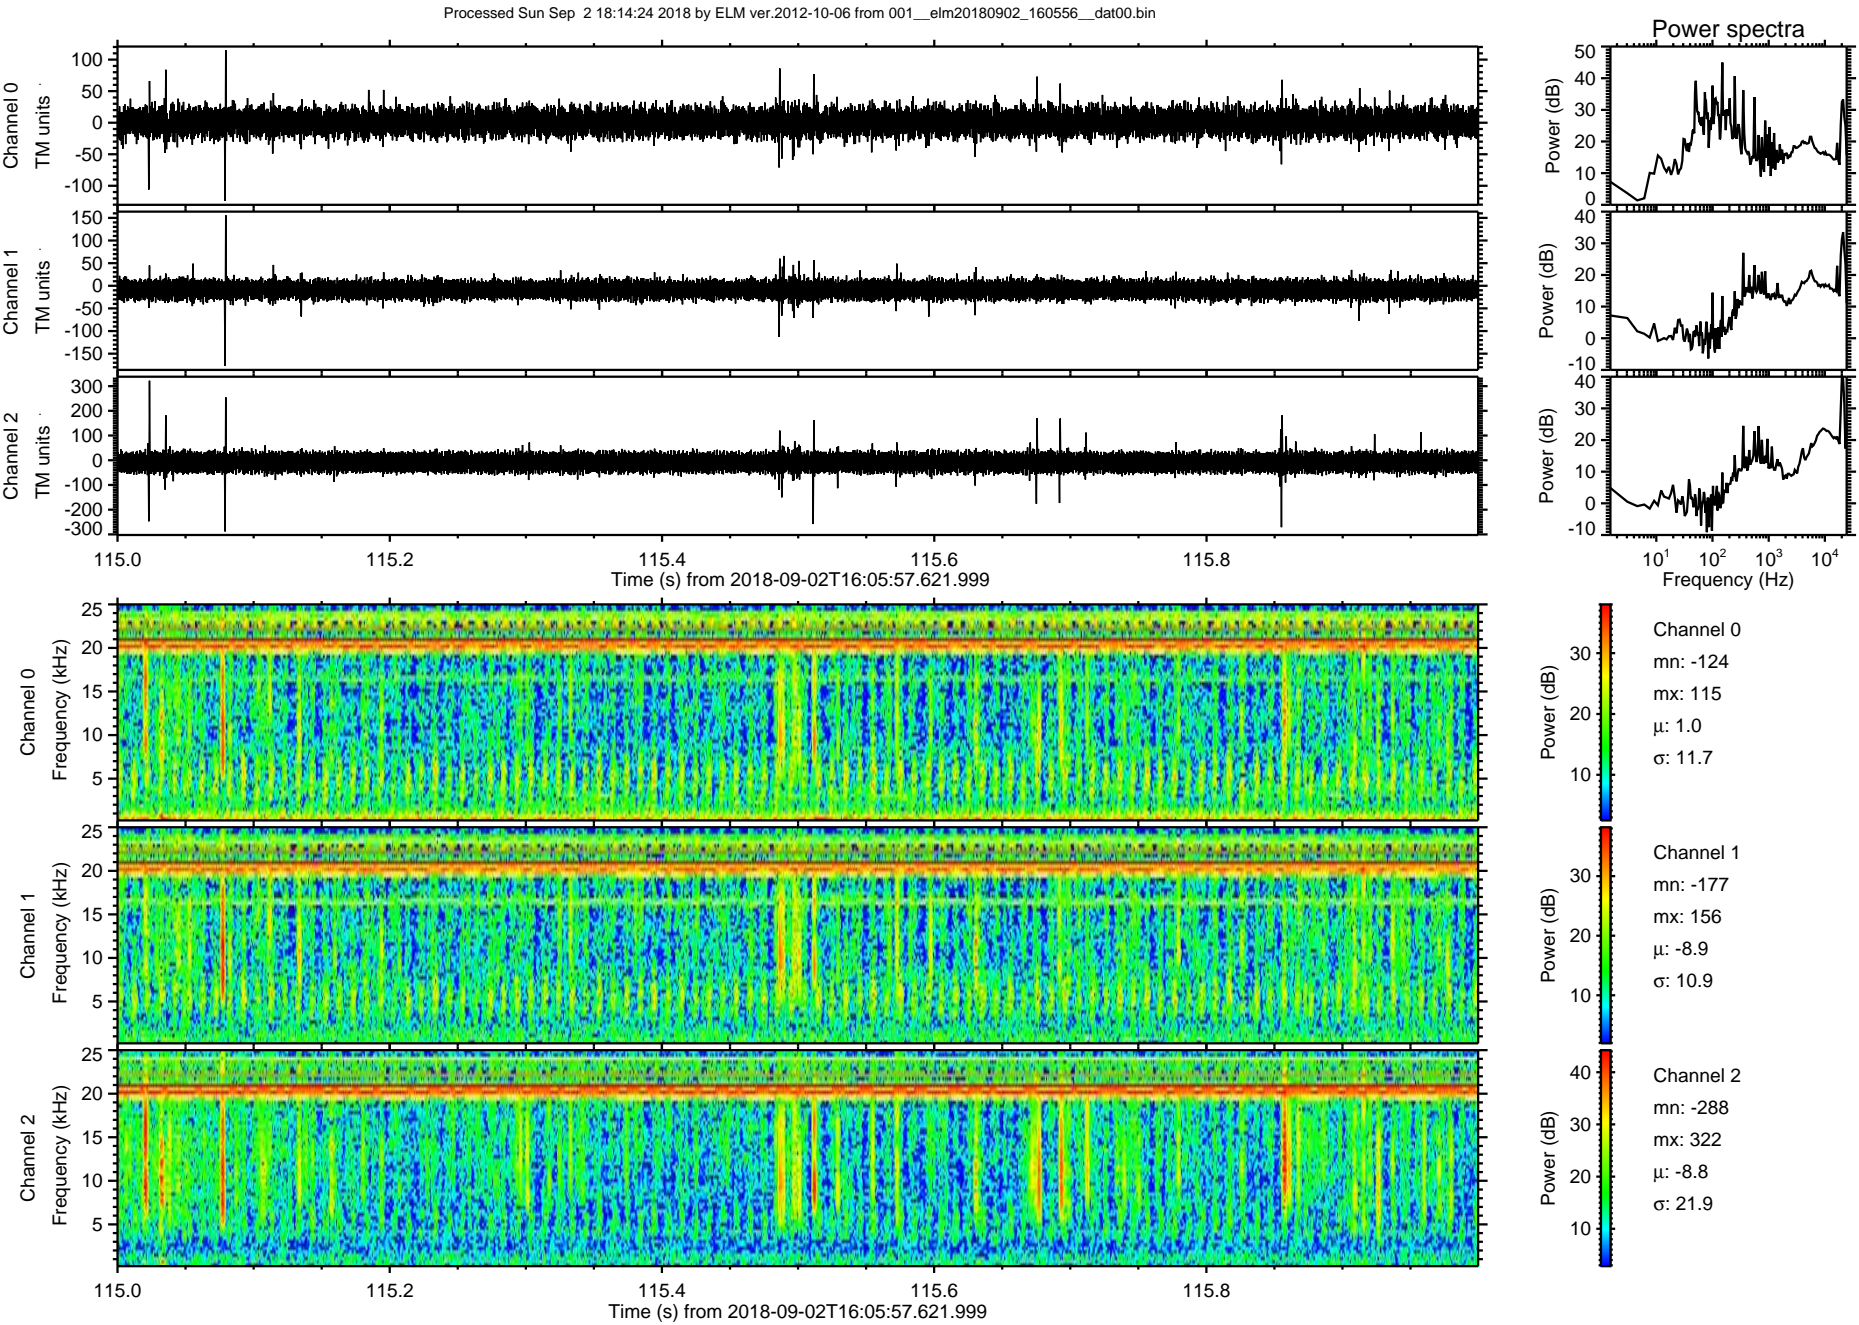 Processed Sun Sep  2 18:14:24 2018 by ELM ver.2012-10-06 from 001__elm20180902_160556__dat00.bin
Power spectra
Channel 0
TM units
100
50
0
-50
-100
Power (dB)
50
40
30
20
10
0
Channel 1
TM units
150
100
50
0
-50
-100
-150
Power (dB)
40
30
20
10
0
-10
Channel 2
TM units
300
200
100
0
-100
-200
-300
Power (dB)
40
30
20
10
0
-10
115.0 115.2 115.4 115.6 115.8
Time (s) from 2018-09-02T16:05:57.621.999
10^1 10^2 10^3 10^4
Frequency (Hz)
Channel 0
Frequency (kHz)
25
20
15
10
5
Power (dB)
30
20
10
Channel 0
mn: -124
mx: 115
μ: 1.0
σ: 11.7
Channel 1
Frequency (kHz)
25
20
15
10
5
Power (dB)
30
20
10
Channel 1
mn: -177
mx: 156
μ: -8.9
σ: 10.9
Channel 2
Frequency (kHz)
25
20
15
10
5
Power (dB)
40
30
20
10
Channel 2
mn: -288
mx: 322
μ: -8.8
σ: 21.9
115.0 115.2 115.4 115.6 115.8
Time (s) from 2018-09-02T16:05:57.621.999